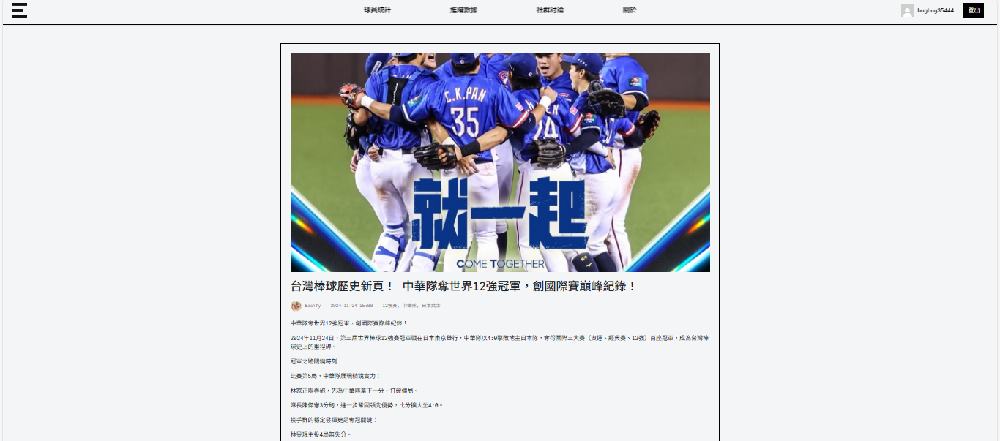 球員統計
進階數據
社群討論
關於
bugbug35444
登出
C.K.PAN
35
EN
74
就一起
COME TOGETHER
台灣棒球歷史新頁！ 中華隊奪世界12強冠軍，創國際賽巔峰紀錄！
Basify - 2024-11-24 15:00 - 12強賽, 中華隊, 日本武士
中華隊奪世界12強冠軍，創國際賽巔峰紀錄！
2024年11月24日，第三屆世界棒球12強賽冠軍戰在日本東京舉行，中華隊以4:0擊敗地主日本隊，奪得國際三大賽（奧運、經典賽、12強）首座冠軍，成為台灣棒
球史上的里程碑。
冠軍之路關鍵時刻
比賽第5局，中華隊展現精銳實力：
林家正陽春砲，先為中華隊拿下一分，打破僵局。
隊長陳傑憲3分砲，進一步鞏固領先優勢，比分擴大至4:0。
投手群的穩定發揮更是奪冠關鍵：
林昱珉主投4局無失分。